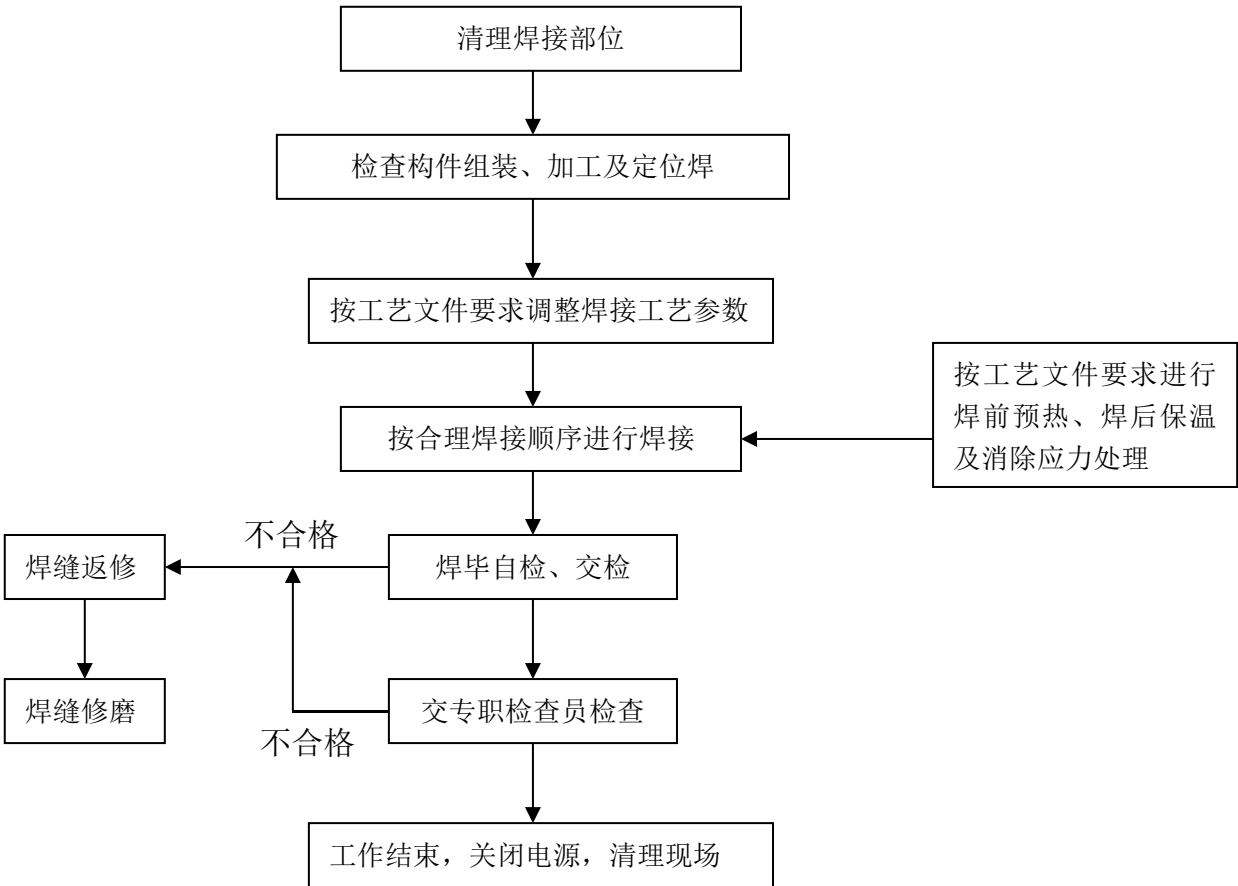 清理焊接部位
检查构件组装、加工及定位焊
按工艺文件要求调整焊接工艺参数
按工艺文件要求进行
焊前预热、焊后保温
及消除应力处理
按合理焊接顺序进行焊接
不合格
焊缝返修
焊毕自检、交检
焊缝修磨
交专职检查员检查
不合格
工作结束，关闭电源，清理现场